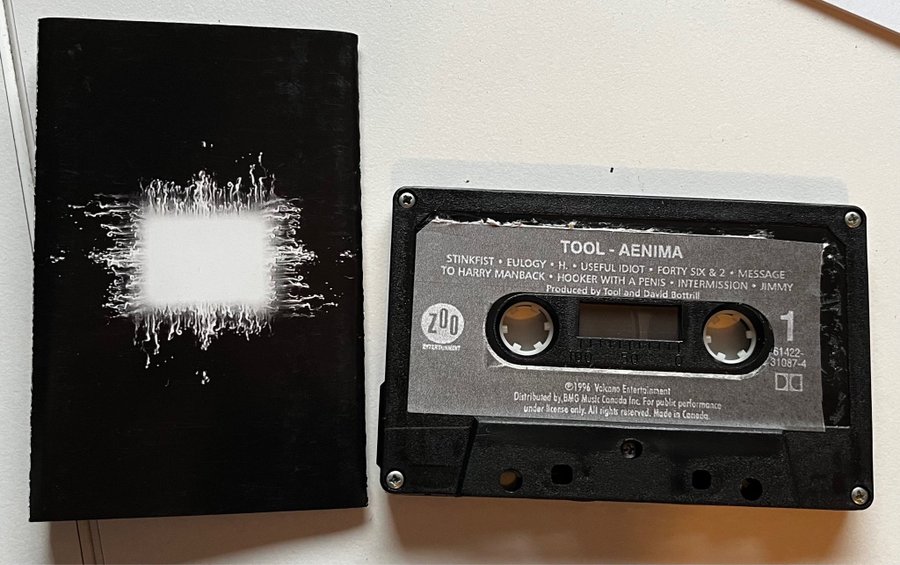 TOOL - AENIMA
STINKFIST • EULOGY • H. • USEFUL IDIOT • FORTY SIX & 2 • MESSAGE
TO HARRY MANBACK • HOOKER WITH A PENIS • INTERMISSION • JIMMY
Produced by Tool and David Bottrill
ZOO
ENTERTAINMENT
1
61422-
31087-4
100 50 0
℗1996 Volcano Entertainment
Distributed by BMG Music Canada Inc. For public performance
under license only. All rights reserved. Made in Canada.